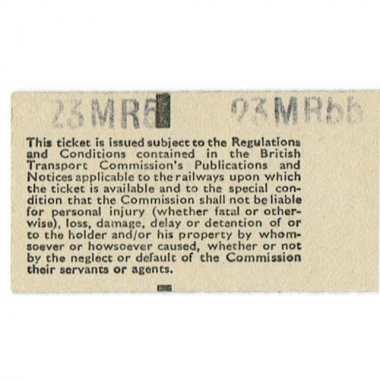 23MR5 23MR55
This ticket is issued subject to the Regulations
and Conditions contained in the British
Transport Commission's Publications and
Notices applicable to the railways upon which
the ticket is available and to the special con-
dition that the Commission shall not be liable
for personal injury (whether fatal or other-
wise), loss, damage, delay or detention of or
to the holder and/or his property by whom-
soever or howsoever caused, whether or not
by the neglect or default of the Commission
their servants or agents.